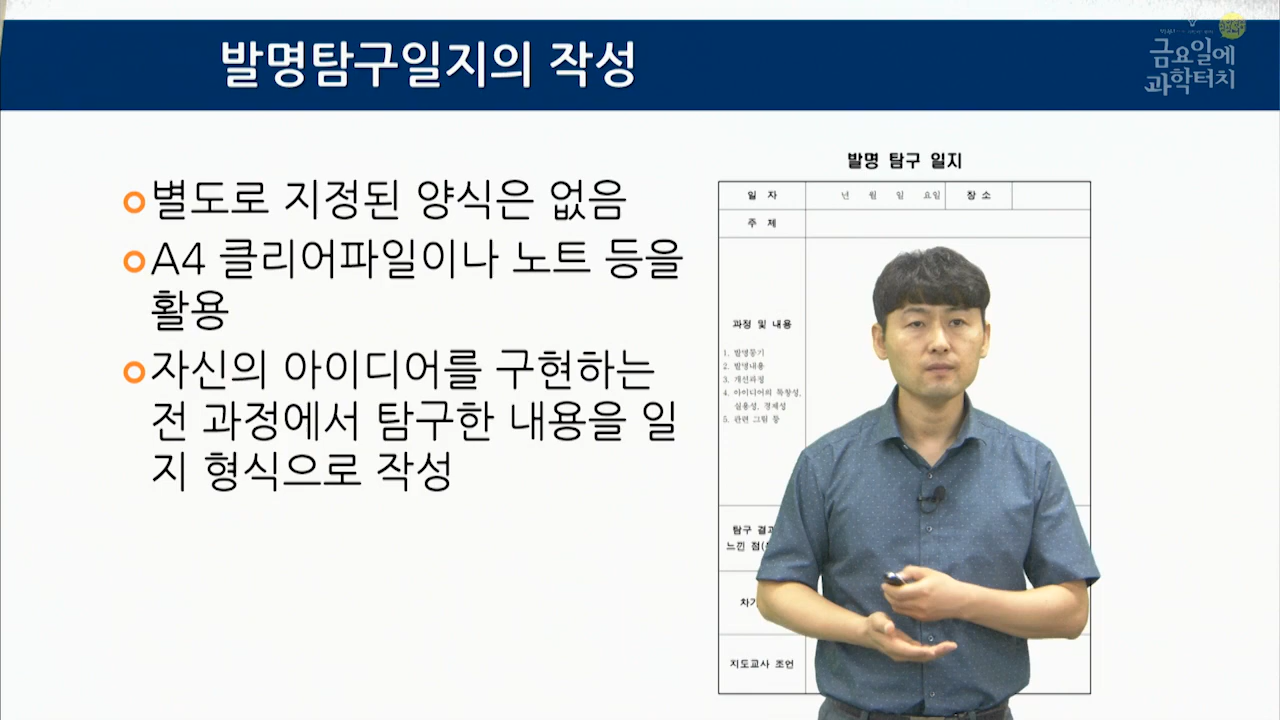 발명탐구일지의 작성
금요일에
과학터치
별도로 지정된 양식은 없음
A4 클리어파일이나 노트 등을
활용
자신의 아이디어를 구현하는
전 과정에서 탐구한 내용을 일
지 형식으로 작성
발명 탐구 일지
일 자 년 월 일 요일 장 소
주 제
과정 및 내용
1. 발명동기
2. 발명내용
3. 개선과정
4. 아이디어의 독창성,
실용성, 경제성
5. 관련 그림 등
탐구 결과
느낀 점
지도교사 조언